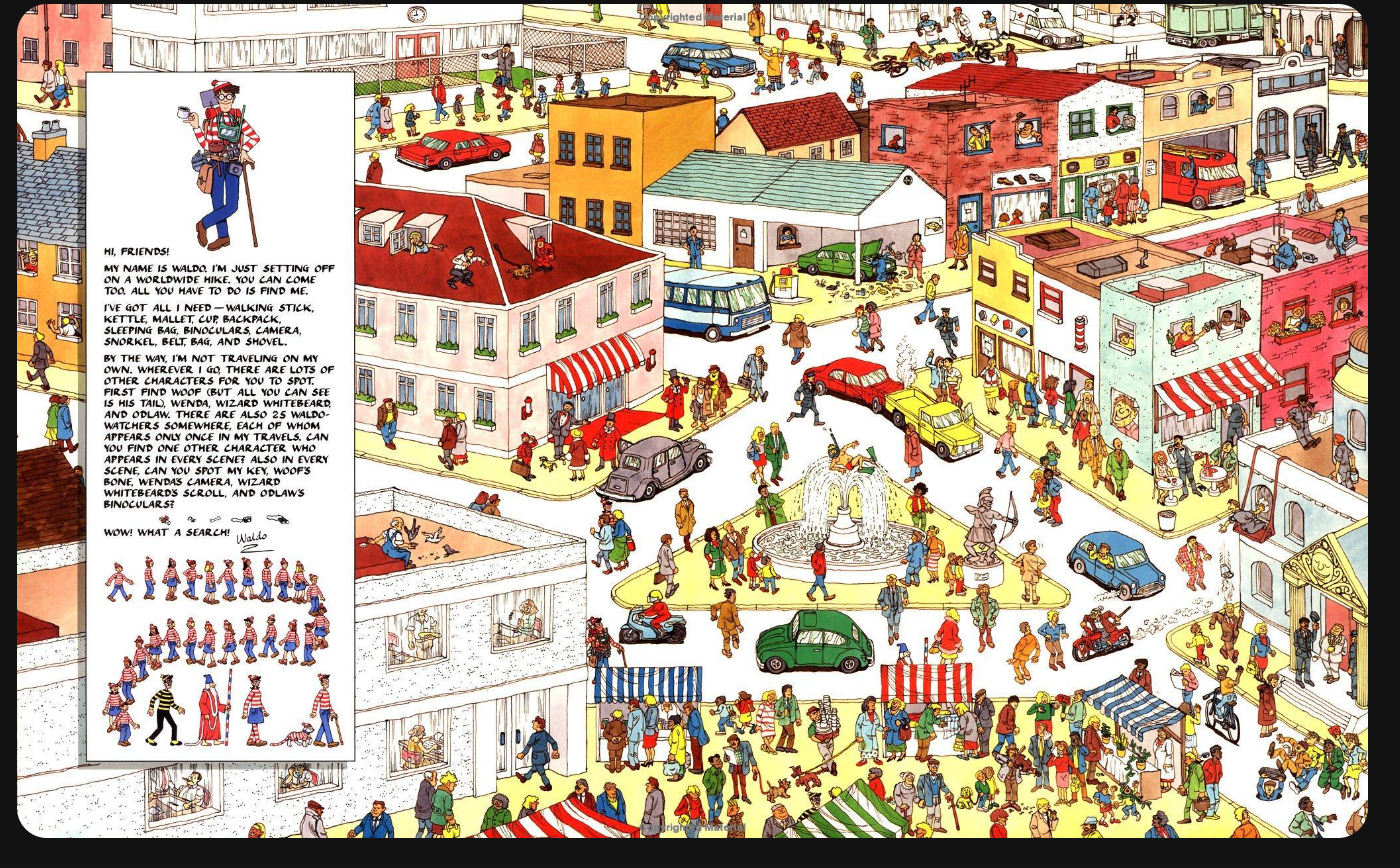 Copyrighted Material
HI, FRIENDS!
MY NAME IS WALDO. I'M JUST SETTING OFF
ON A WORLDWIDE HIKE. YOU CAN COME
TOO. ALL YOU HAVE TO DO IS FIND ME.
I'VE GOT ALL I NEED—WALKING STICK,
KETTLE, MALLET, CUP, BACKPACK,
SLEEPING BAG, BINOCULARS, CAMERA,
SNORKEL, BELT, BAG, AND SHOVEL.
BY THE WAY, I'M NOT TRAVELING ON MY
OWN. WHEREVER I GO, THERE ARE LOTS OF
OTHER CHARACTERS FOR YOU TO SPOT.
FIRST FIND WOOF (BUT ALL YOU CAN SEE
IS HIS TAIL), WENDA, WIZARD WHITEBEARD,
AND ODLAW. THERE ARE ALSO 25 WALDO-
WATCHERS SOMEWHERE, EACH OF WHOM
APPEARS ONLY ONCE IN MY TRAVELS. CAN
YOU FIND ONE OTHER CHARACTER WHO
APPEARS IN EVERY SCENE? ALSO IN EVERY
SCENE, CAN YOU SPOT MY KEY, WOOF'S
BONE, WENDA'S CAMERA, WIZARD
WHITEBEARD'S SCROLL, AND ODLAW'S
BINOCULARS?
WOW! WHAT A SEARCH!
Waldo
Copyrighted Material